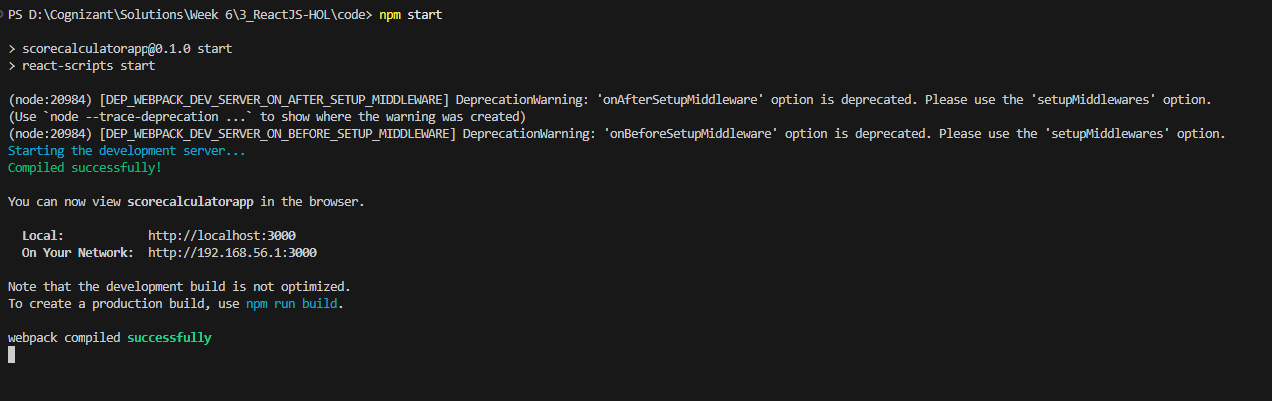 PS D:\Cognizant\Solutions\Week 6\3_ReactJS-HOL\code> npm start
> scorecalculatorapp@0.1.0 start
> react-scripts start
(node:20984) [DEP_WEBPACK_DEV_SERVER_ON_AFTER_SETUP_MIDDLEWARE] DeprecationWarning: 'onAfterSetupMiddleware' option is deprecated. Please use the 'setupMiddlewares' option.
(Use `node --trace-deprecation ...` to show where the warning was created)
(node:20984) [DEP_WEBPACK_DEV_SERVER_ON_BEFORE_SETUP_MIDDLEWARE] DeprecationWarning: 'onBeforeSetupMiddleware' option is deprecated. Please use the 'setupMiddlewares' option.
Starting the development server...
Compiled successfully!
You can now view scorecalculatorapp in the browser.
Local: http://localhost:3000
On Your Network: http://192.168.56.1:3000
Note that the development build is not optimized.
To create a production build, use npm run build.
webpack compiled successfully